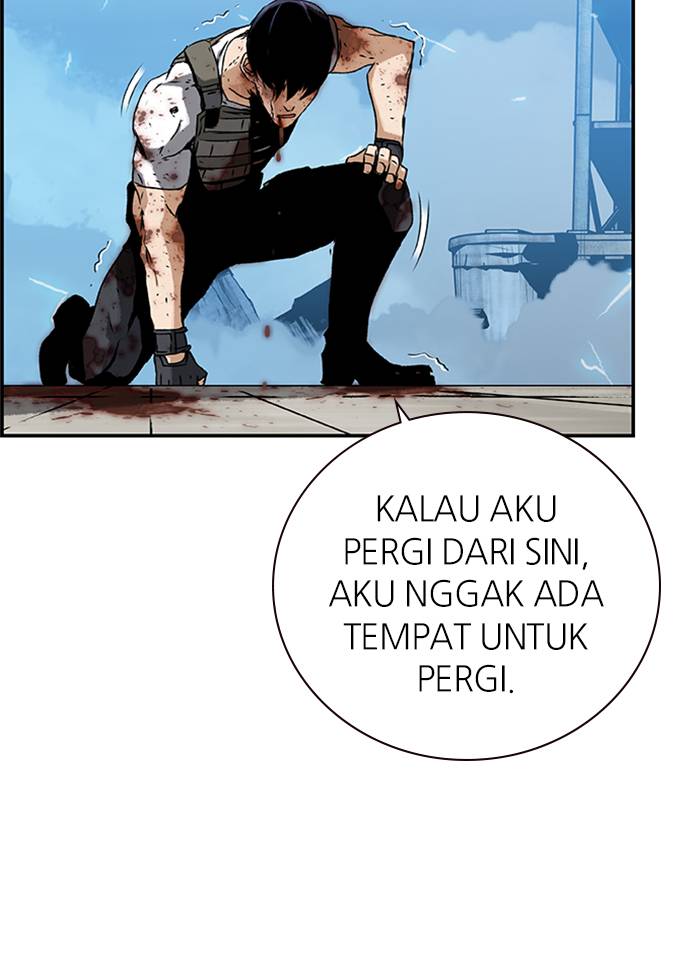 KALAU AKU
PERGI DARI SINI,
AKU NGGAK ADA
TEMPAT UNTUK
PERGI.